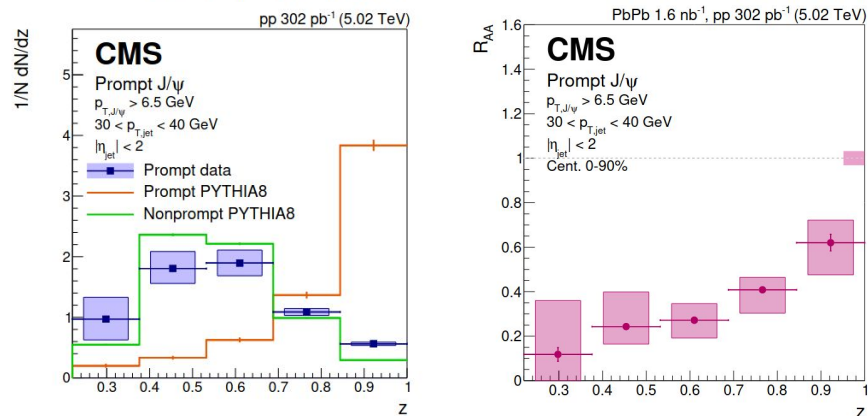 pp 302 pb⁻¹ (5.02 TeV)
1/N dN/dz
CMS
Prompt J/ψ
p_T,J/ψ > 6.5 GeV
30 < p_T,jet < 40 GeV
|η_jet| < 2
Prompt data
Prompt PYTHIA8
Nonprompt PYTHIA8
5
4
3
2
1
0
0.3 0.4 0.5 0.6 0.7 0.8 0.9 1
z
PbPb 1.6 nb⁻¹, pp 302 pb⁻¹ (5.02 TeV)
R_AA
CMS
Prompt J/ψ
p_T,J/ψ > 6.5 GeV
30 < p_T,jet < 40 GeV
|η_jet| < 2
Cent. 0-90%
1.6
1.4
1.2
1
0.8
0.6
0.4
0.2
0
0.3 0.4 0.5 0.6 0.7 0.8 0.9 1
z